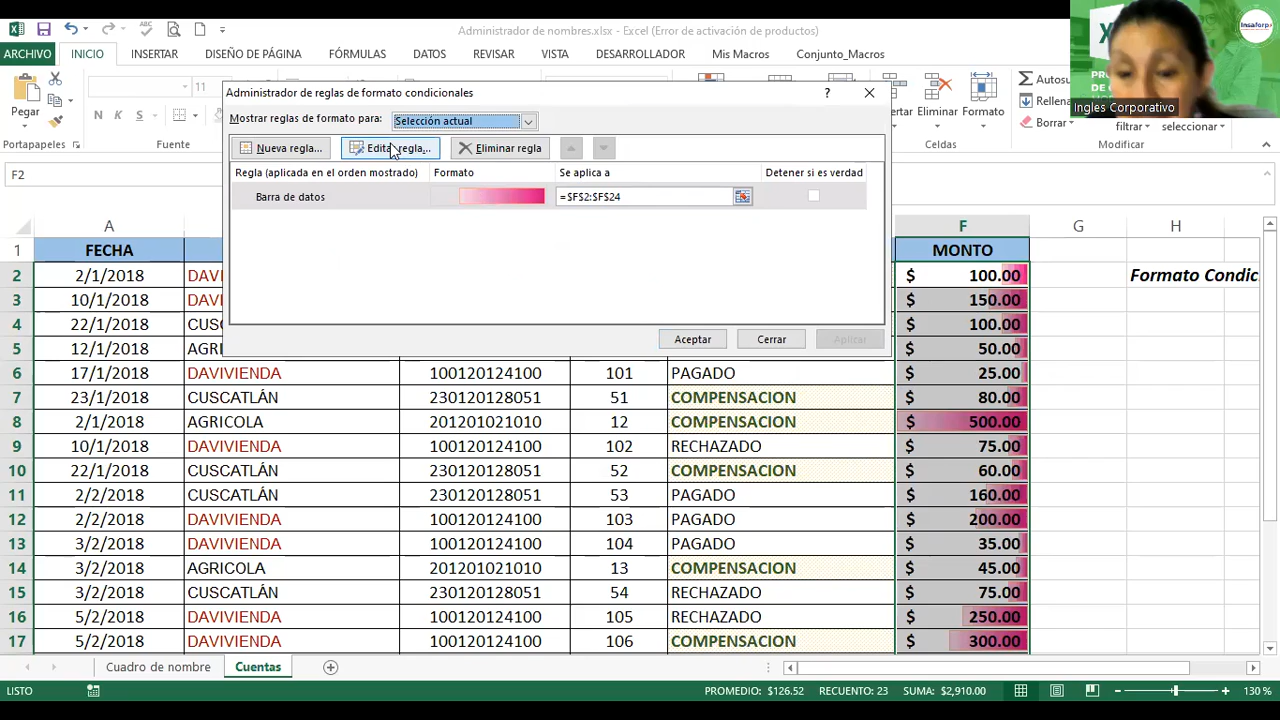 Administrador de nombres.xlsx - Excel (Error de activación de productos)
Insaforp
ARCHIVO INICIO INSERTAR DISEÑO DE PÁGINA FÓRMULAS DATOS REVISAR VISTA DESARROLLADOR Mis Macros Conjunto_Macros
Administrador de reglas de formato condicionales ?
Ingles Corporativo
Pegar
Formato
Borrar
filtrar seleccionar
Mostrar reglas de formato para: Selección actual
Portapapeles Fuente Celdas
Nueva regla... Editar regla... Eliminar regla
Regla (aplicada en el orden mostrado) Formato Se aplica a Detener si es verdad
F2
Barra de datos =$F$2:$F$24
Aceptar Cerrar Aplicar
A F G H
1 FECHA MONTO
2 2/1/2018 DAVI $ 100.00 Formato Condic
3 10/1/2018 DAVI $ 150.00
4 22/1/2018 CUSC $ 100.00
5 12/1/2018 AGRI $ 50.00
6 17/1/2018 DAVIVIENDA 100120124100 101 PAGADO $ 25.00
7 23/1/2018 CUSCATLÁN 230120128051 51 COMPENSACION $ 80.00
8 2/1/2018 AGRICOLA 201201021010 12 COMPENSACION $ 500.00
9 10/1/2018 DAVIVIENDA 100120124100 102 RECHAZADO $ 75.00
10 22/1/2018 CUSCATLÁN 230120128051 52 COMPENSACION $ 60.00
11 2/2/2018 CUSCATLÁN 230120128051 53 PAGADO $ 160.00
12 2/2/2018 DAVIVIENDA 100120124100 103 PAGADO $ 200.00
13 3/2/2018 DAVIVIENDA 100120124100 104 PAGADO $ 35.00
14 3/2/2018 AGRICOLA 201201021010 13 COMPENSACION $ 45.00
15 3/2/2018 CUSCATLÁN 230120128051 54 RECHAZADO $ 75.00
16 5/2/2018 DAVIVIENDA 100120124100 105 RECHAZADO $ 250.00
17 5/2/2018 DAVIVIENDA 100120124100 106 COMPENSACION $ 300.00
Cuadro de nombre Cuentas
LISTO PROMEDIO: $126.52 RECUENTO: 23 SUMA: $2,910.00 130 %